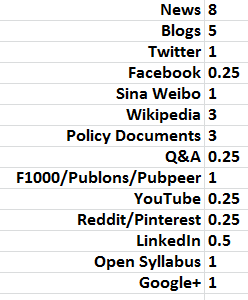 News 8
Blogs 5
Twitter 1
Facebook 0.25
Sina Weibo 1
Wikipedia 3
Policy Documents 3
Q&A 0.25
F1000/Publons/Pubpeer 1
YouTube 0.25
Reddit/Pinterest 0.25
LinkedIn 0.5
Open Syllabus 1
Google+ 1